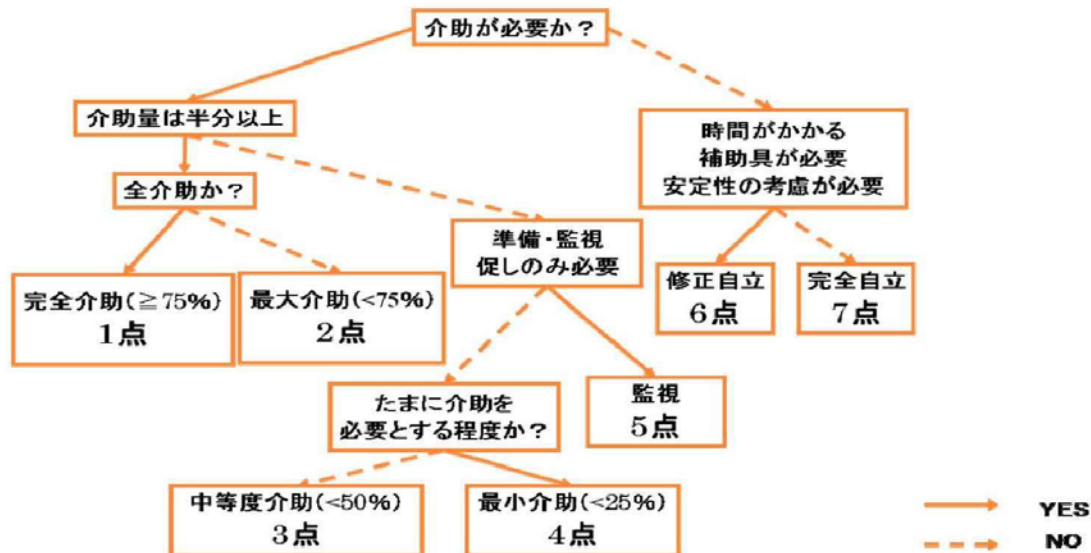 介助が必要か？
介助量は半分以上
時間がかかる
補助具が必要
安定性の考慮が必要
全介助か？
準備・監視
促しのみ必要
完全介助(≧75%)
1点
最大介助(<75%)
2点
修正自立
6点
完全自立
7点
たまに介助を
必要とする程度か？
監視
5点
中等度介助(<50%)
3点
最小介助(<25%)
4点
YES
NO